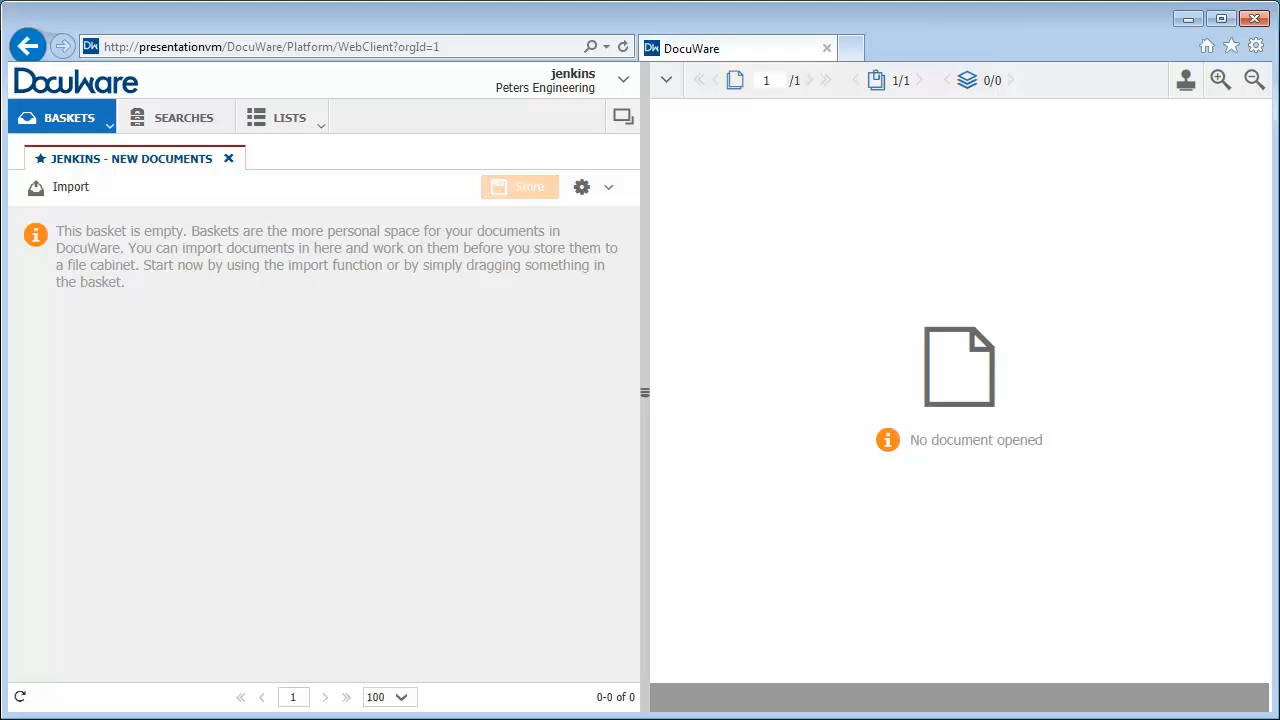 http://presentationvm/DocuWare/Platform/WebClient?orgId=1
DocuWare
DocuWare
jenkins
Peters Engineering
1 /1
1/1
0/0
BASKETS
SEARCHES
LISTS
JENKINS - NEW DOCUMENTS
Import
Store
This basket is empty. Baskets are the more personal space for your documents in
DocuWare. You can import documents in here and work on them before you store them to
a file cabinet. Start now by using the import function or by simply dragging something in
the basket.
No document opened
1
100
0-0 of 0